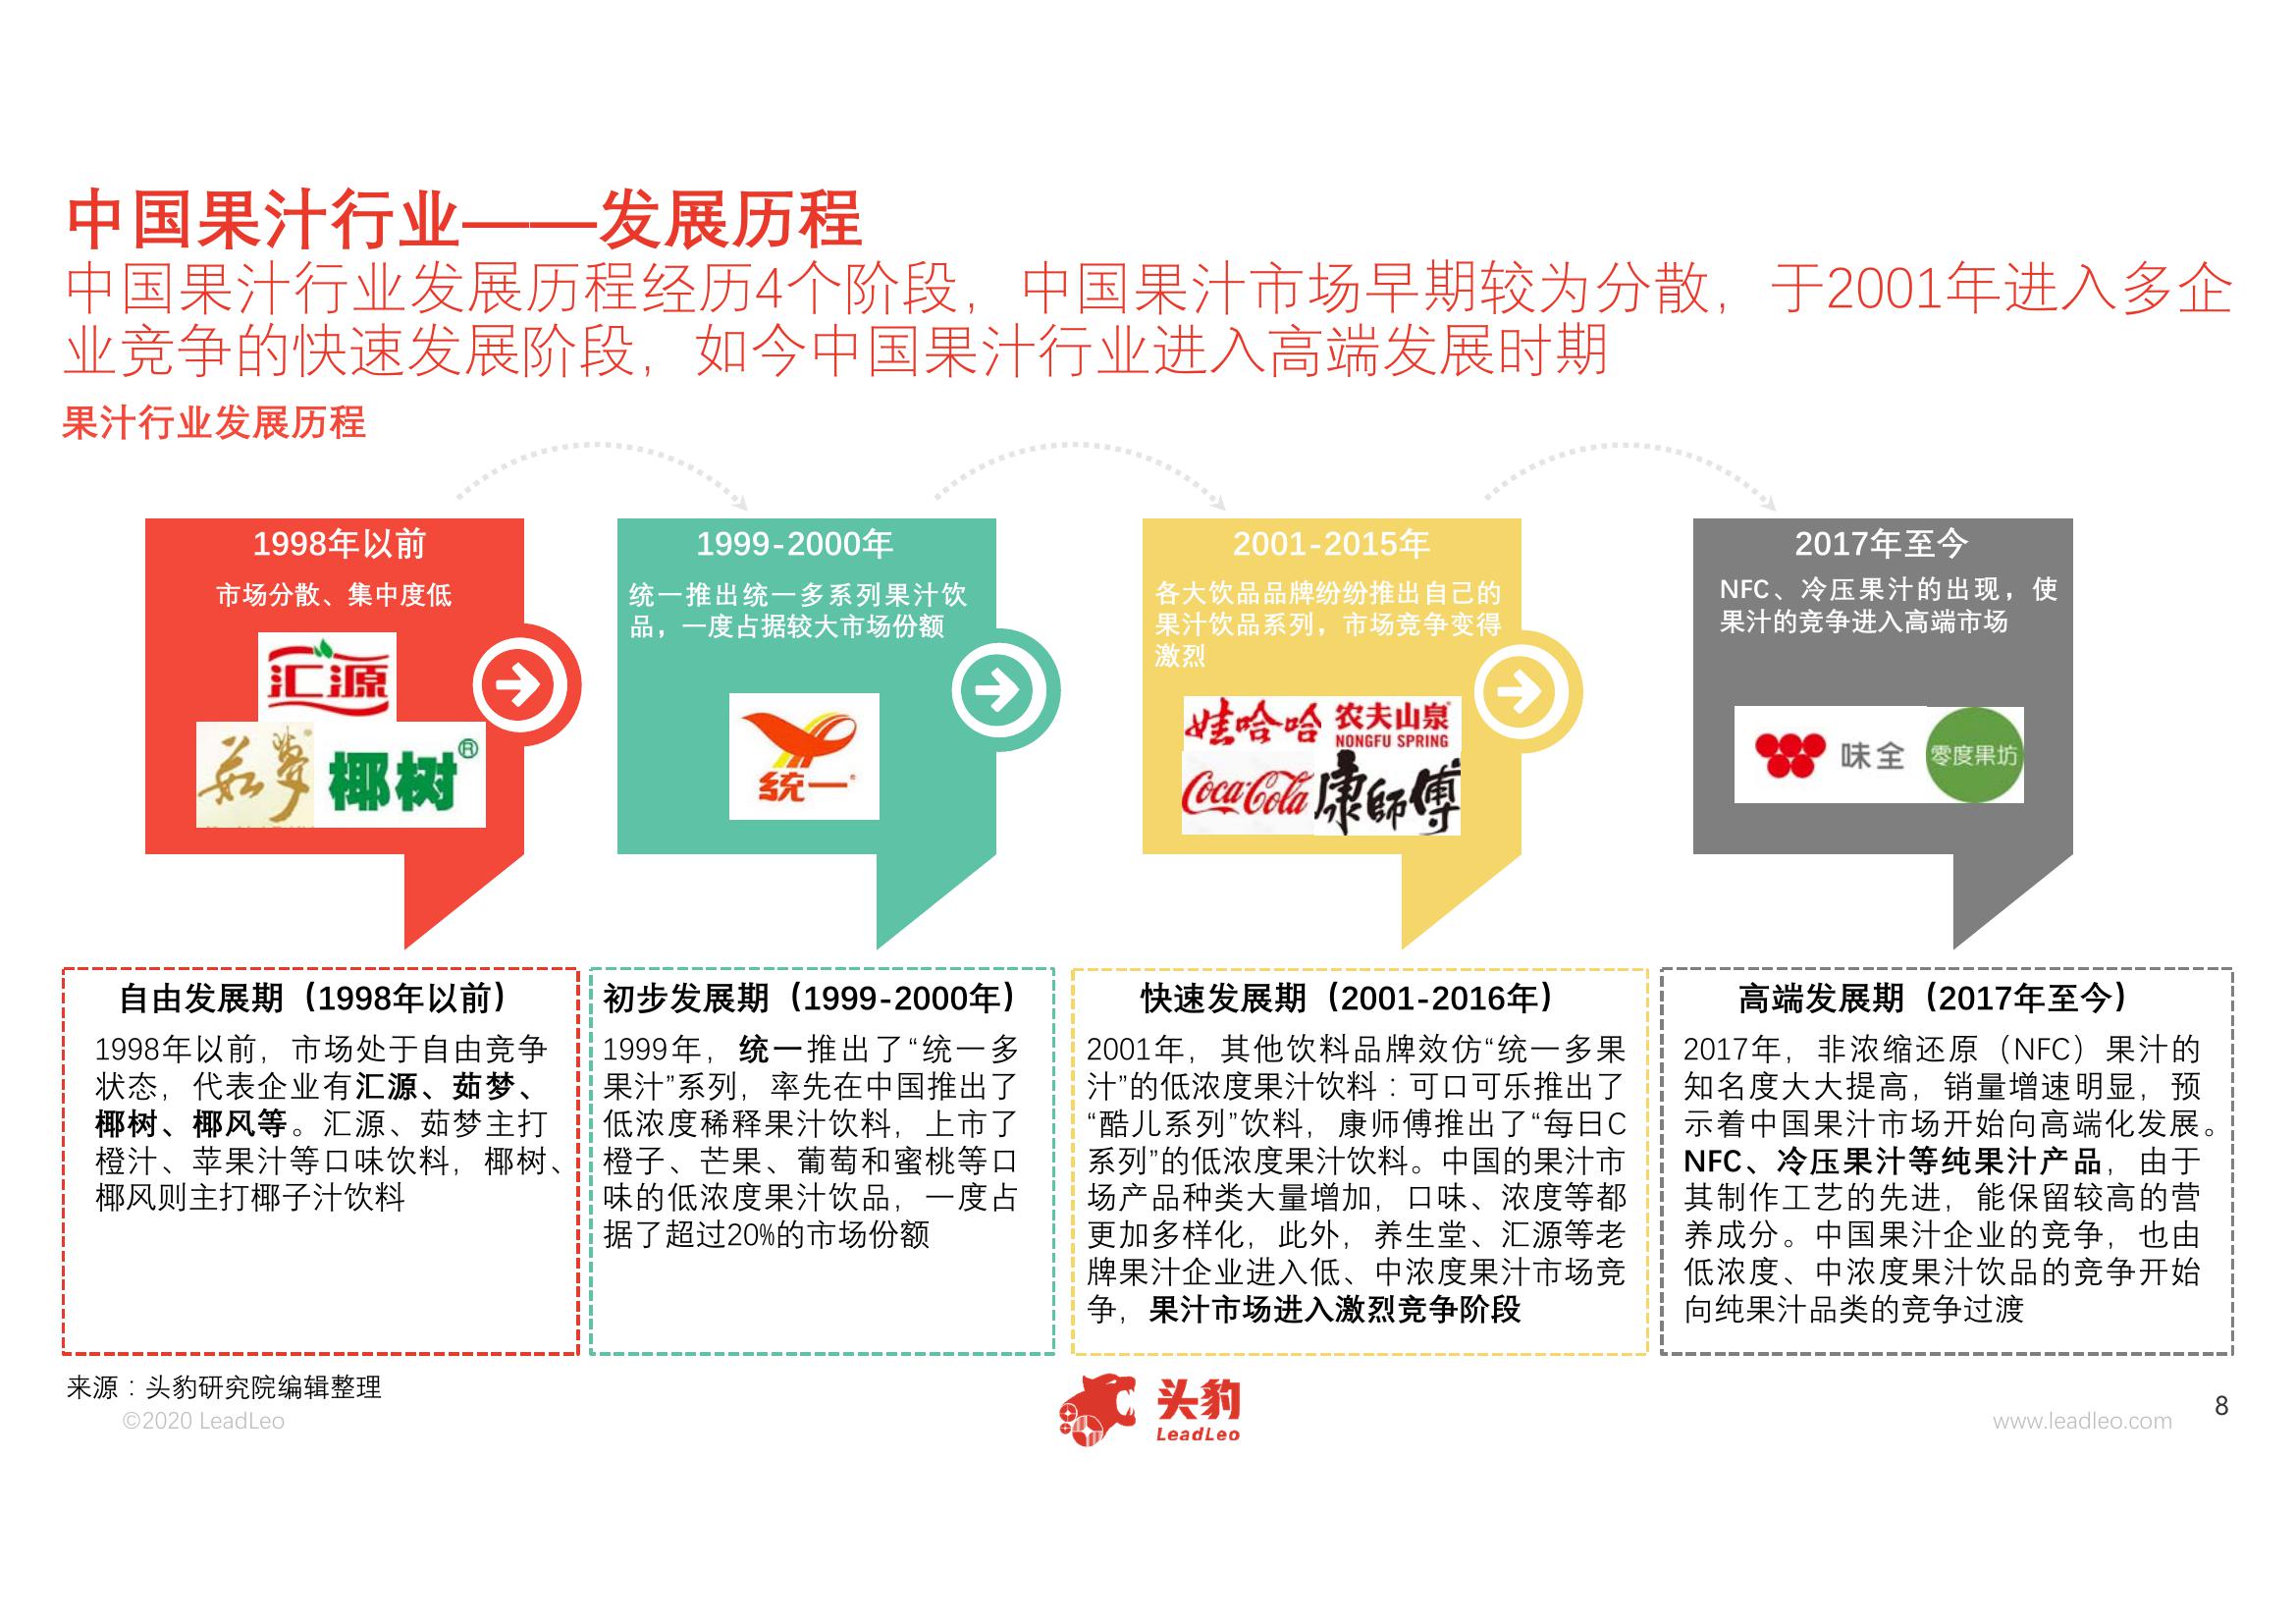 中国果汁行业——发展历程
中国果汁行业发展历程经历4个阶段，中国果汁市场早期较为分散，于2001年进入多企
业竞争的快速发展阶段，如今中国果汁行业进入高端发展时期
果汁行业发展历程
1998年以前
市场分散、集中度低
汇源
茹梦
椰树®
1999-2000年
统一推出统一多系列果汁饮
品，一度占据较大市场份额
统一®
2001-2015年
各大饮品品牌纷纷推出自己的
果汁饮品系列，市场竞争变得
激烈
娃哈哈
农夫山泉
NONGFU SPRING
Coca-Cola
康師傅
2017年至今
NFC、冷压果汁的出现，使
果汁的竞争进入高端市场
味全
零度果坊
自由发展期（1998年以前）
1998年以前，市场处于自由竞争
状态，代表企业有汇源、茹梦、
椰树、椰风等。汇源、茹梦主打
橙汁、苹果汁等口味饮料，椰树、
椰风则主打椰子汁饮料
初步发展期（1999-2000年）
1999年，统一推出了“统一多
果汁”系列，率先在中国推出了
低浓度稀释果汁饮料，上市了
橙子、芒果、葡萄和蜜桃等口
味的低浓度果汁饮品，一度占
据了超过20%的市场份额
快速发展期（2001-2016年）
2001年，其他饮料品牌效仿“统一多果
汁”的低浓度果汁饮料：可口可乐推出了
“酷儿系列”饮料，康师傅推出了“每日C
系列”的低浓度果汁饮料。中国的果汁市
场产品种类大量增加，口味、浓度等都
更加多样化，此外，养生堂、汇源等老
牌果汁企业进入低、中浓度果汁市场竞
争，果汁市场进入激烈竞争阶段
高端发展期（2017年至今）
2017年，非浓缩还原（NFC）果汁的
知名度大大提高，销量增速明显，预
示着中国果汁市场开始向高端化发展。
NFC、冷压果汁等纯果汁产品，由于
其制作工艺的先进，能保留较高的营
养成分。中国果汁企业的竞争，也由
低浓度、中浓度果汁饮品的竞争开始
向纯果汁品类的竞争过渡
来源：头豹研究院编辑整理
©2020 LeadLeo
头豹
LeadLeo
www.leadleo.com
8